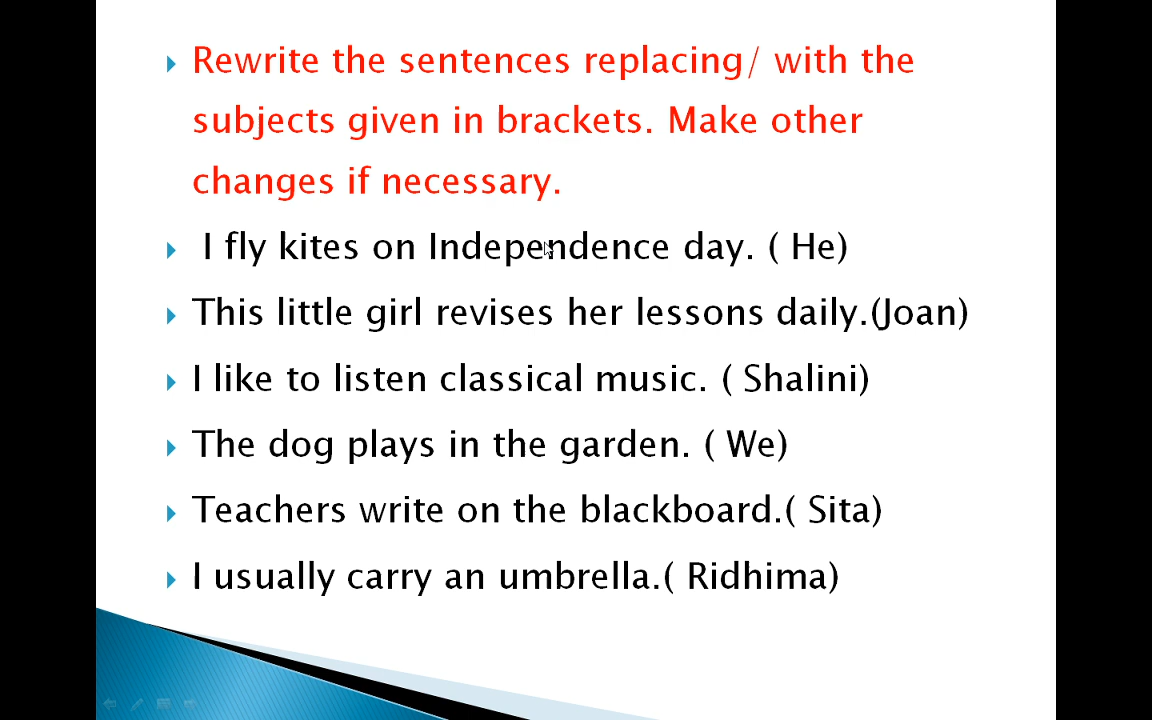 Rewrite the sentences replacing/ with the
subjects given in brackets. Make other
changes if necessary.
I fly kites on Independence day. ( He)
This little girl revises her lessons daily.(Joan)
I like to listen classical music. ( Shalini)
The dog plays in the garden. ( We)
Teachers write on the blackboard.( Sita)
I usually carry an umbrella.( Ridhima)